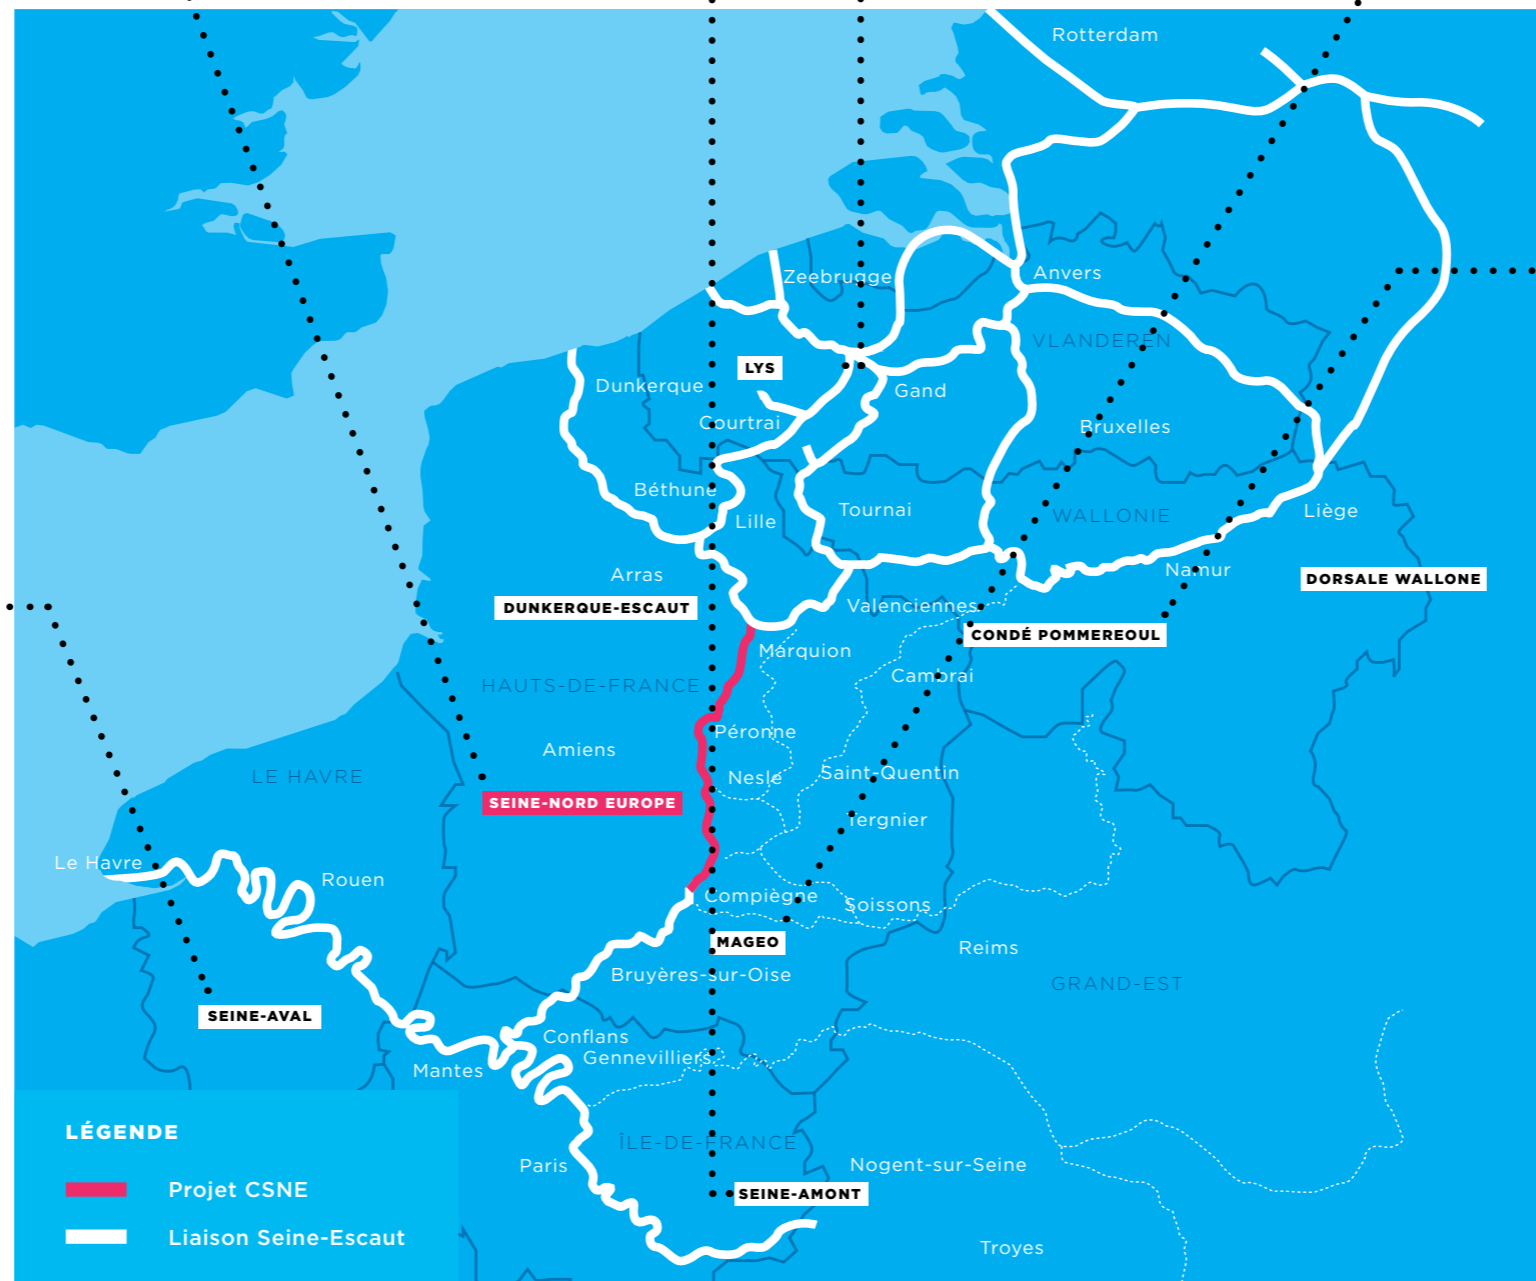 Rotterdam
Zeebrugge
Anvers
VLANDEREN
LYS
Dunkerque
Gand
Courtrai
Bruxelles
Béthune
Lille
Tournai
WALLONIE
Liège
Arras
Namur
DORSALE WALLONE
DUNKERQUE-ESCAUT
Valenciennes
CONDÉ POMMEREOUL
Marquion
Cambrai
HAUTS-DE-FRANCE
Péronne
Amiens
LE HAVRE
Nesle
Saint-Quentin
SEINE-NORD EUROPE
Tergnier
Le Havre
Rouen
Compiègne
Soissons
MAGEO
Reims
Bruyères-sur-Oise
GRAND-EST
SEINE-AVAL
Conflans
Gennevilliers
Mantes
LÉGENDE
ÎLE-DE-FRANCE
Paris
Nogent-sur-Seine
Projet CSNE
SEINE-AMONT
Liaison Seine-Escaut
Troyes